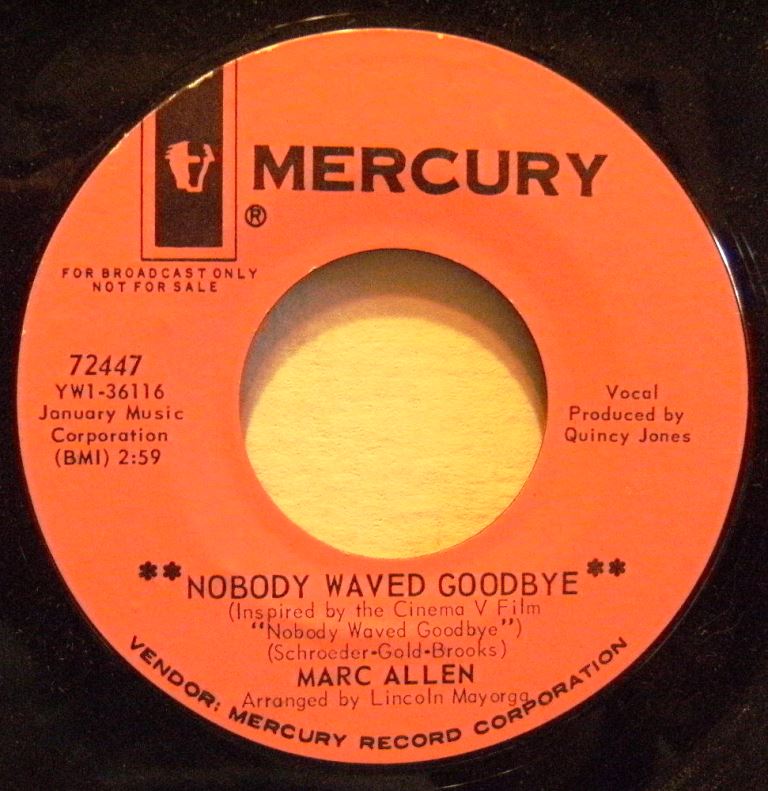 MERCURY
®
FOR BROADCAST ONLY
NOT FOR SALE
72447
YW1-36116
January Music
Corporation
(BMI) 2:59
Vocal
Produced by
Quincy Jones
**NOBODY WAVED GOODBYE**
(Inspired by the Cinema V Film
"Nobody Waved Goodbye")
(Schroeder-Gold-Brooks)
MARC ALLEN
Arranged by Lincoln Mayorga
VENDOR: MERCURY RECORD CORPORATION